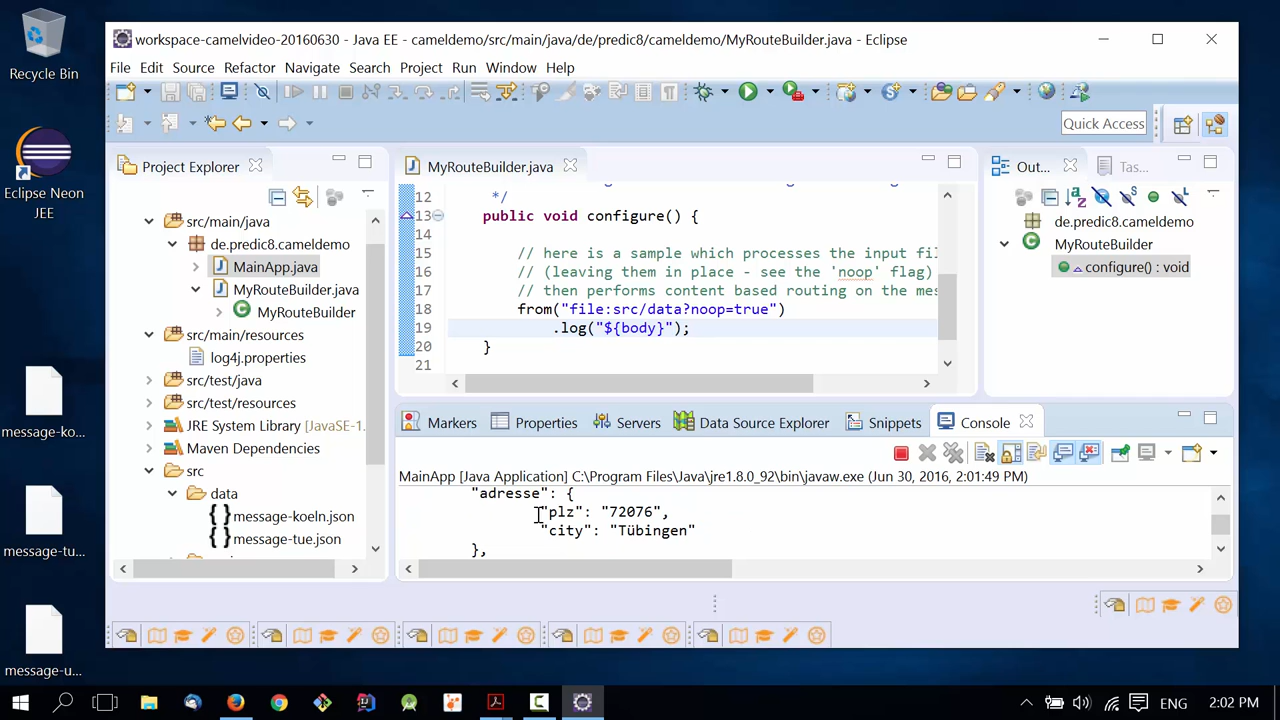 Recycle Bin
Eclipse Neon
JEE
message-ko...
message-tu...
message-u...
workspace-camelvideo-20160630 - Java EE - cameldemo/src/main/java/de/predic8/cameldemo/MyRouteBuilder.java - Eclipse
File Edit Source Refactor Navigate Search Project Run Window Help
Quick Access
Project Explorer
src/main/java
de.predic8.cameldemo
MainApp.java
MyRouteBuilder.java
MyRouteBuilder
src/main/resources
log4j.properties
src/test/java
src/test/resources
JRE System Library [JavaSE-1.
Maven Dependencies
src
data
message-koeln.json
message-tue.json
MyRouteBuilder.java
12 */
13 public void configure() {
14
15 // here is a sample which processes the input fil
16 // (leaving them in place - see the 'noop' flag)
17 // then performs content based routing on the mes
18 from("file:src/data?noop=true")
19 .log("${body}");
20 }
21
Out... Tas...
de.predic8.cameldemo
MyRouteBuilder
configure() : void
Markers Properties Servers Data Source Explorer Snippets Console
MainApp [Java Application] C:\Program Files\Java\jre1.8.0_92\bin\javaw.exe (Jun 30, 2016, 2:01:49 PM)
"adresse": {
"plz": "72076",
"city": "Tübingen"
},
ENG 2:02 PM